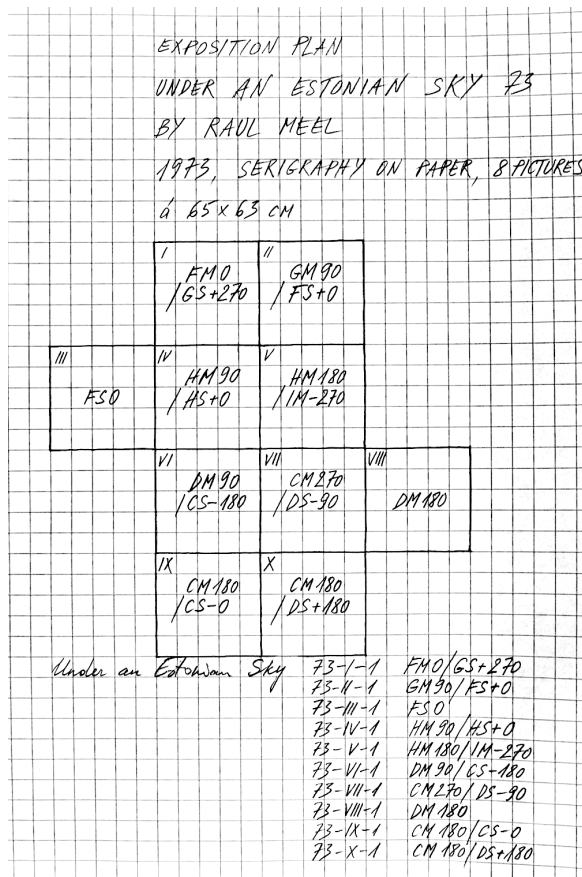 EXPOSITION PLAN
UNDER AN ESTONIAN SKY 73
BY RAUL MEEL
1973, SERIGRAPHY ON PAPER, 8 PICTURES
á 65×63 CM
I
FM0
/GS+270
II
GM90
/FS+0
III
FS0
IV
HM90
/HS+0
V
HM180
/IM-270
VI
DM90
/CS-180
VII
CM270
/DS-90
VIII
DM180
IX
CM180
/CS-0
X
CM180
/DS+180
Under an Estonian Sky 73-I-1 FM0/GS+270
73-II-1 GM90/FS+0
73-III-1 FS0
73-IV-1 HM90/HS+0
73-V-1 HM180/IM-270
73-VI-1 DM90/CS-180
73-VII-1 CM270/DS-90
73-VIII-1 DM180
73-IX-1 CM180/CS-0
73-X-1 CM180/DS+180